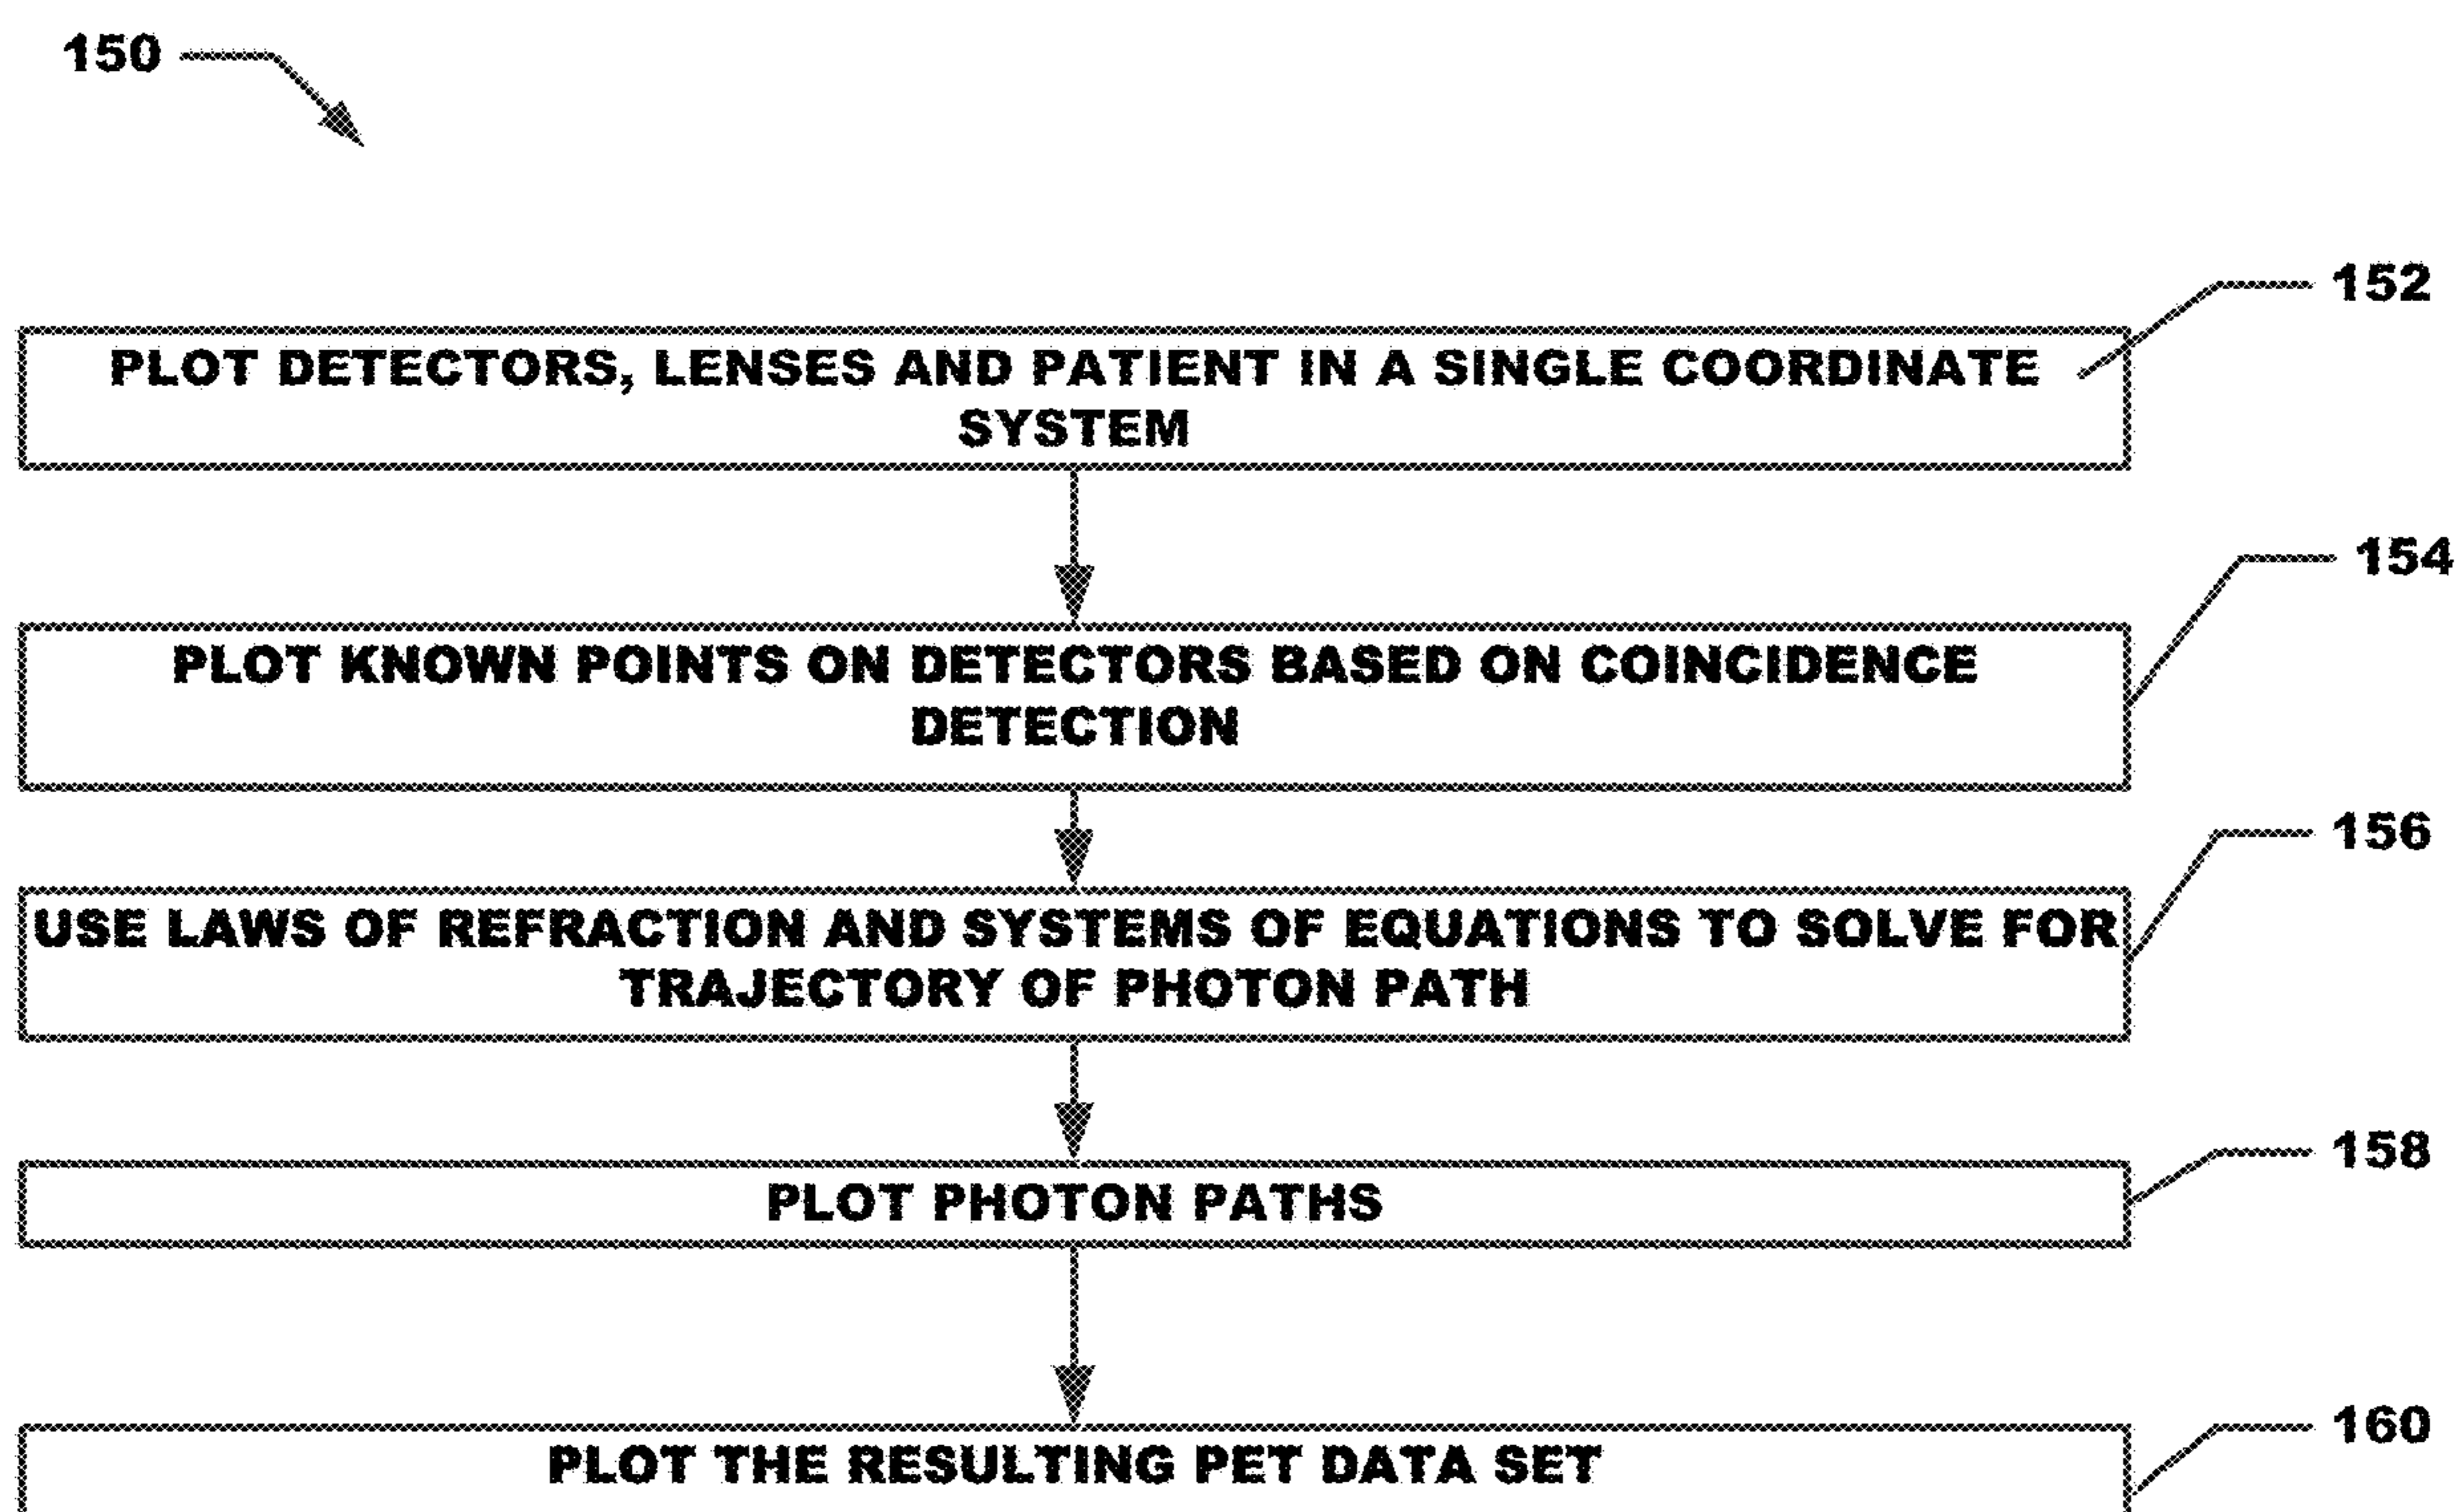 150
152
PLOT DETECTORS, LENSES AND PATIENT IN A SINGLE COORDINATE
SYSTEM
154
PLOT KNOWN POINTS ON DETECTORS BASED ON COINCIDENCE
DETECTION
156
USE LAWS OF REFRACTION AND SYSTEMS OF EQUATIONS TO SOLVE FOR
TRAJECTORY OF PHOTON PATH
158
PLOT PHOTON PATHS
160
PLOT THE RESULTING PET DATA SET